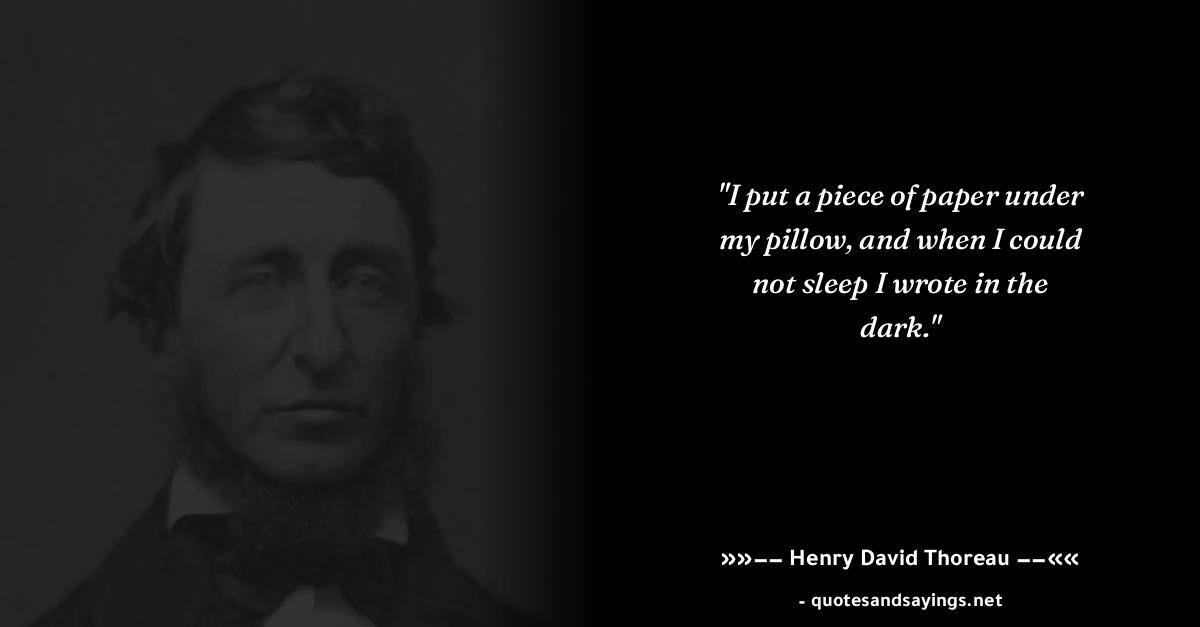 "I put a piece of paper under
my pillow, and when I could
not sleep I wrote in the
dark."
»»−− Henry David Thoreau −−««
- quotesandsayings.net